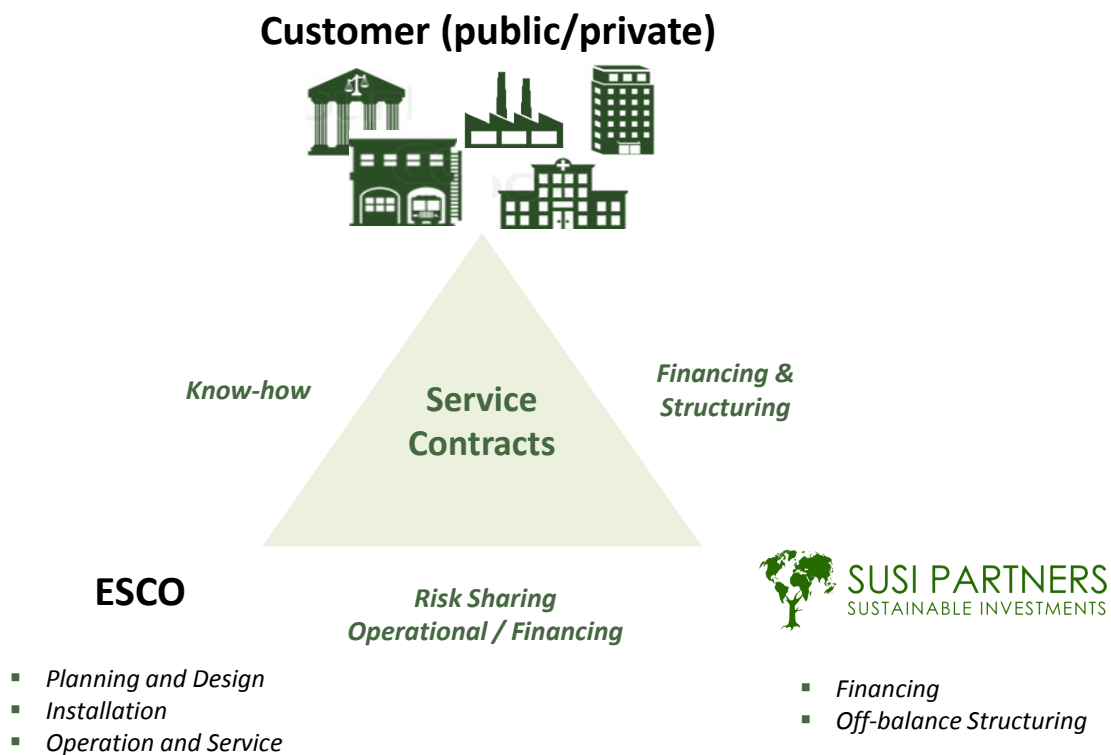 Customer (public/private)
Know-how
Financing &
Structuring
Service
Contracts
ESCO
Risk Sharing
Operational / Financing
SUSI PARTNERS
SUSTAINABLE INVESTMENTS
▪ Planning and Design
▪ Installation
▪ Operation and Service
▪ Financing
▪ Off-balance Structuring